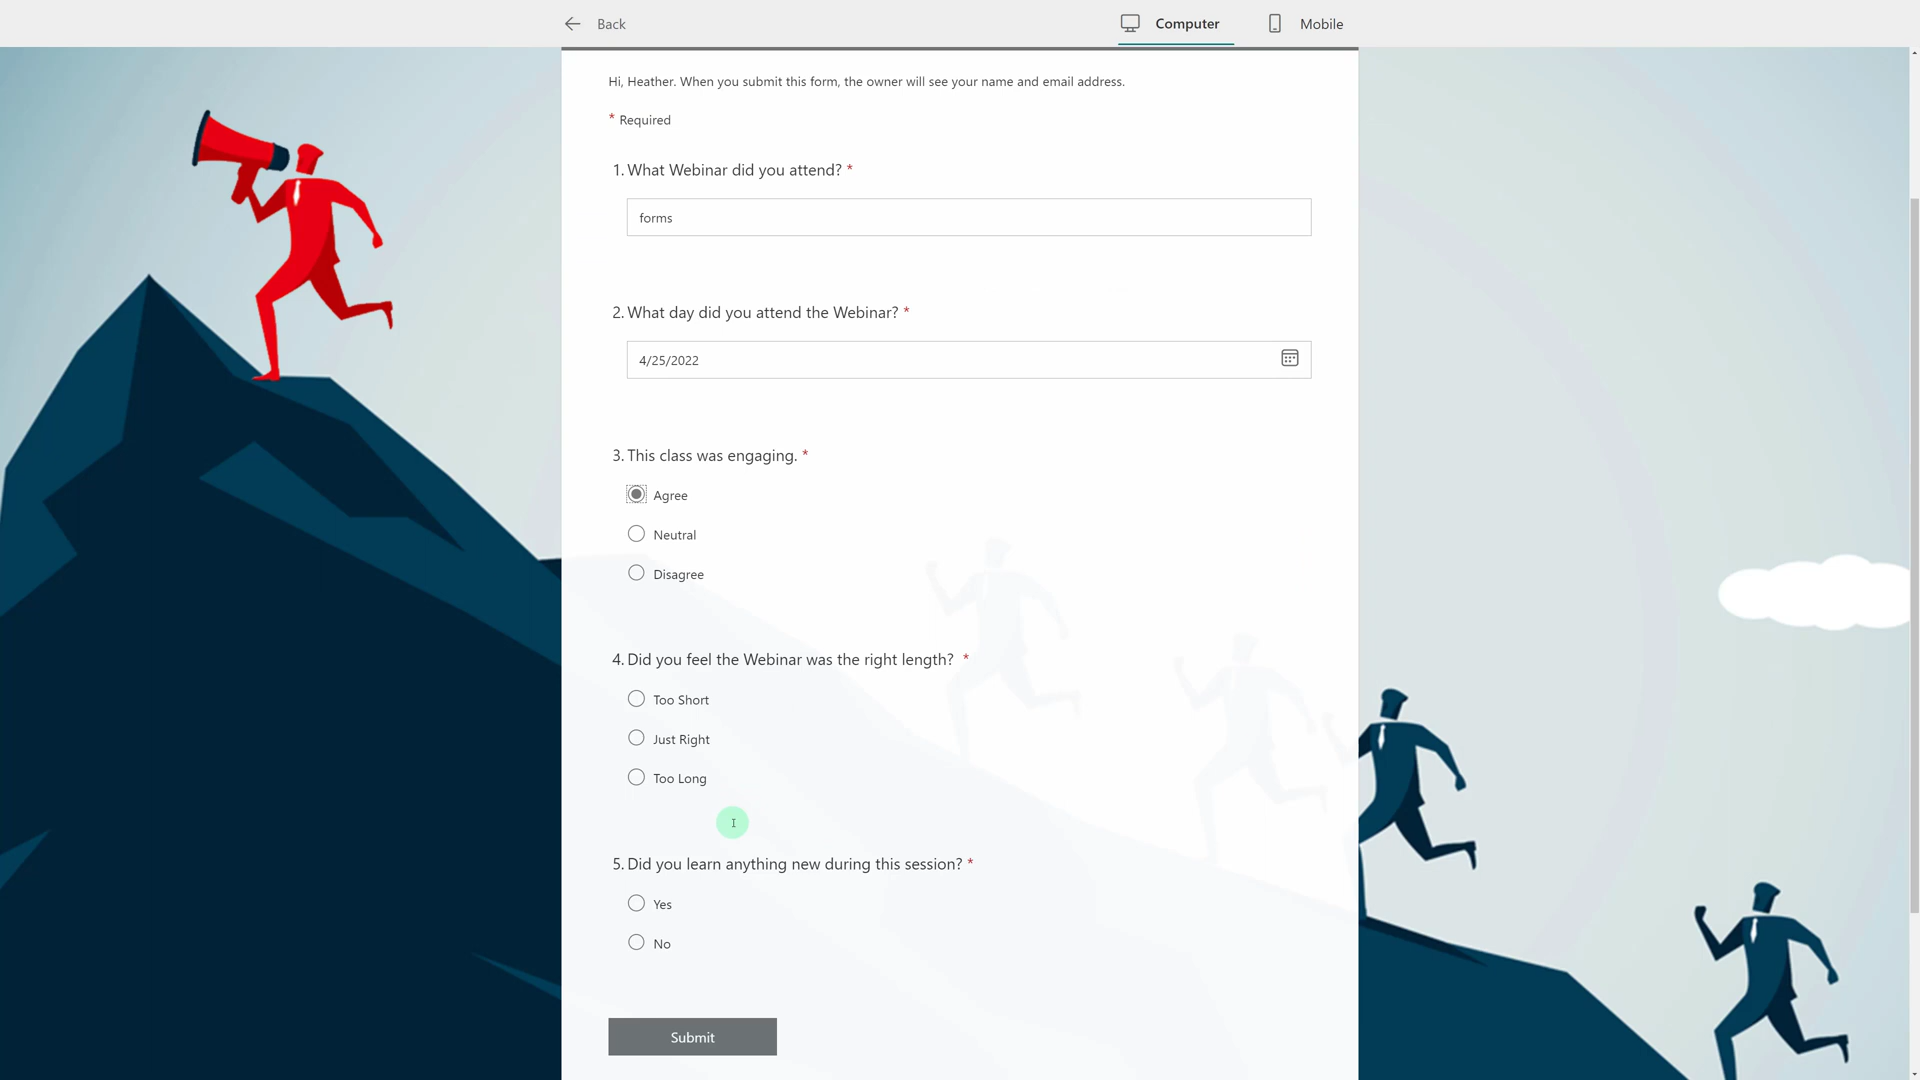 Back
Computer
Mobile
Hi, Heather. When you submit this form, the owner will see your name and email address.
* Required
1. What Webinar did you attend? *
forms
2. What day did you attend the Webinar? *
4/25/2022
3. This class was engaging. *
Agree
Neutral
Disagree
4. Did you feel the Webinar was the right length? *
Too Short
Just Right
Too Long
5. Did you learn anything new during this session? *
Yes
No
Submit